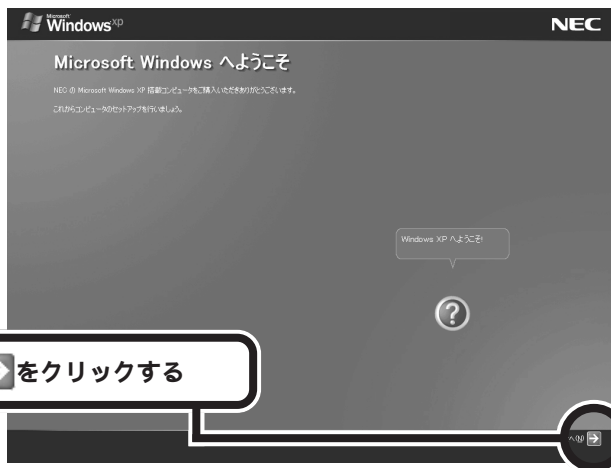 Microsoft
Windows xp
NEC
Microsoft Windows へようこそ
NEC の Microsoft Windows XP 搭載コンピュータをご購入いただきありがとうございます。
これからコンピュータのセットアップを行いましょう。
Windows XP へようこそ!
をクリックする
へ(N)